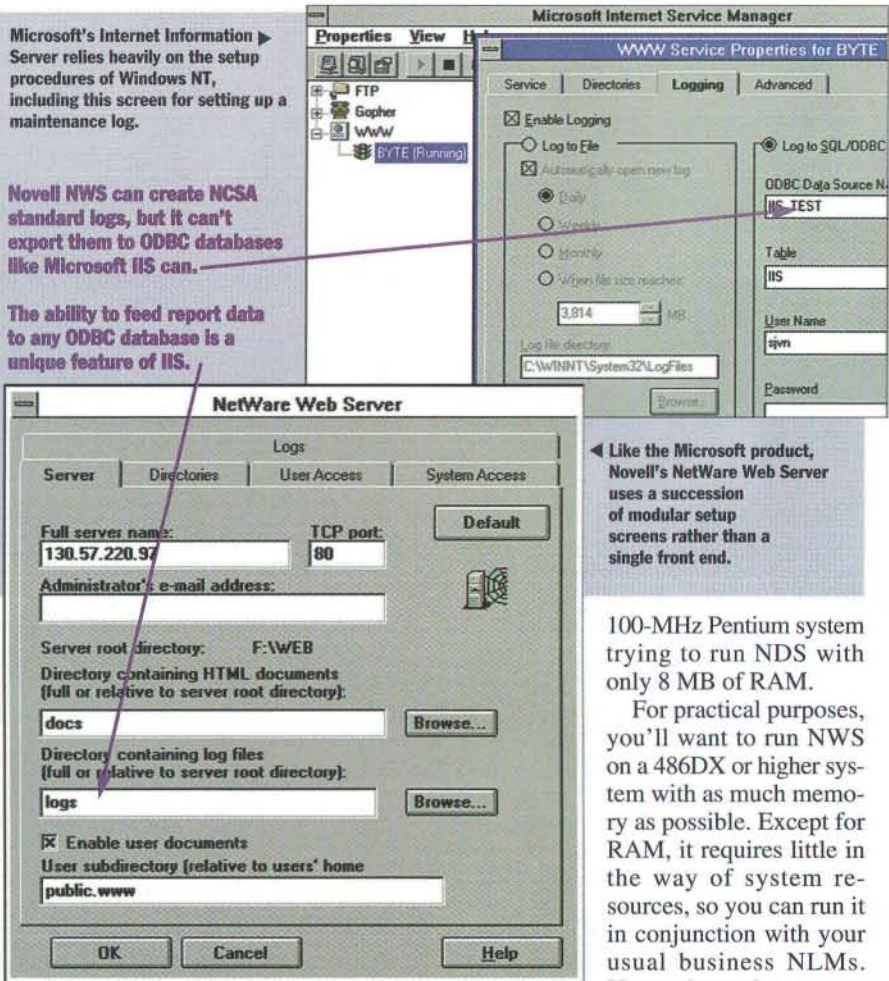 Microsoft's Internet Information ▶
Server relies heavily on the setup
procedures of Windows NT,
including this screen for setting up a
maintenance log.
Novell NWS can create NCSA
standard logs, but it can't
export them to ODBC databases
like Microsoft IIS can.
The ability to feed report data
to any ODBC database is a
unique feature of IIS.
Microsoft Internet Service Manager
Properties View H
FTP
Gopher
WWW
BYTE (Running)
WWW Service Properties for BYTE
Service Directories Logging Advanced
Enable Logging
Log to File
Automatically open new log
Daily
Weekly
Monthly
When file size reaches:
3,814 MB
Log file directory:
C:\WINNT\System32\LogFiles
Browse...
Log to SQL/ODBC
ODBC Data Source N
IIS_TEST
Table
IIS
User Name
sjvn
Password
NetWare Web Server
Logs
Server Directories User Access System Access
Full server name: TCP port:
130.57.220.97 80
Default
Administrator's e-mail address:
Server root directory: F:\WEB
Directory containing HTML documents
(full or relative to server root directory):
docs Browse...
Directory containing log files
(full or relative to server root directory):
logs Browse...
Enable user documents
User subdirectory (relative to users' home
public.www
OK Cancel Help
◀ Like the Microsoft product,
Novell's NetWare Web Server
uses a succession
of modular setup
screens rather than a
single front end.
100-MHz Pentium system
trying to run NDS with
only 8 MB of RAM.
For practical purposes,
you'll want to run NWS
on a 486DX or higher sys-
tem with as much memo-
ry as possible. Except for
RAM, it requires little in
the way of system re-
sources, so you can run it
in conjunction with your
usual business NLMs.